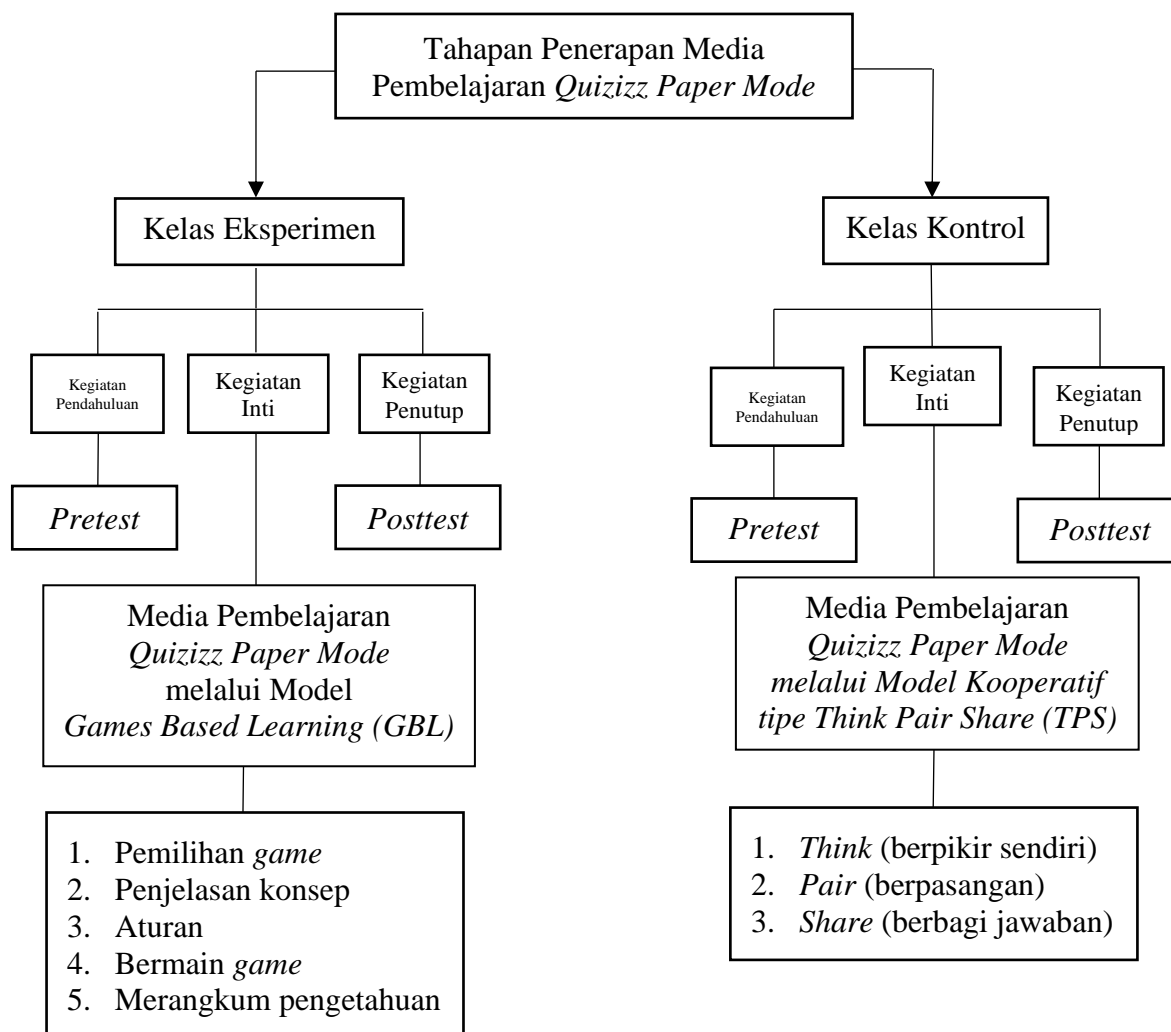 Tahapan Penerapan Media
Pembelajaran Quizizz Paper Mode
Kelas Eksperimen
Kegiatan
Pendahuluan
Kegiatan
Inti
Kegiatan
Penutup
Pretest
Posttest
Media Pembelajaran
Quizizz Paper Mode
melalui Model
Games Based Learning (GBL)
1. Pemilihan game
2. Penjelasan konsep
3. Aturan
4. Bermain game
5. Merangkum pengetahuan
Kelas Kontrol
Kegiatan
Pendahuluan
Kegiatan
Inti
Kegiatan
Penutup
Pretest
Posttest
Media Pembelajaran
Quizizz Paper Mode
melalui Model Kooperatif
tipe Think Pair Share (TPS)
1. Think (berpikir sendiri)
2. Pair (berpasangan)
3. Share (berbagi jawaban)